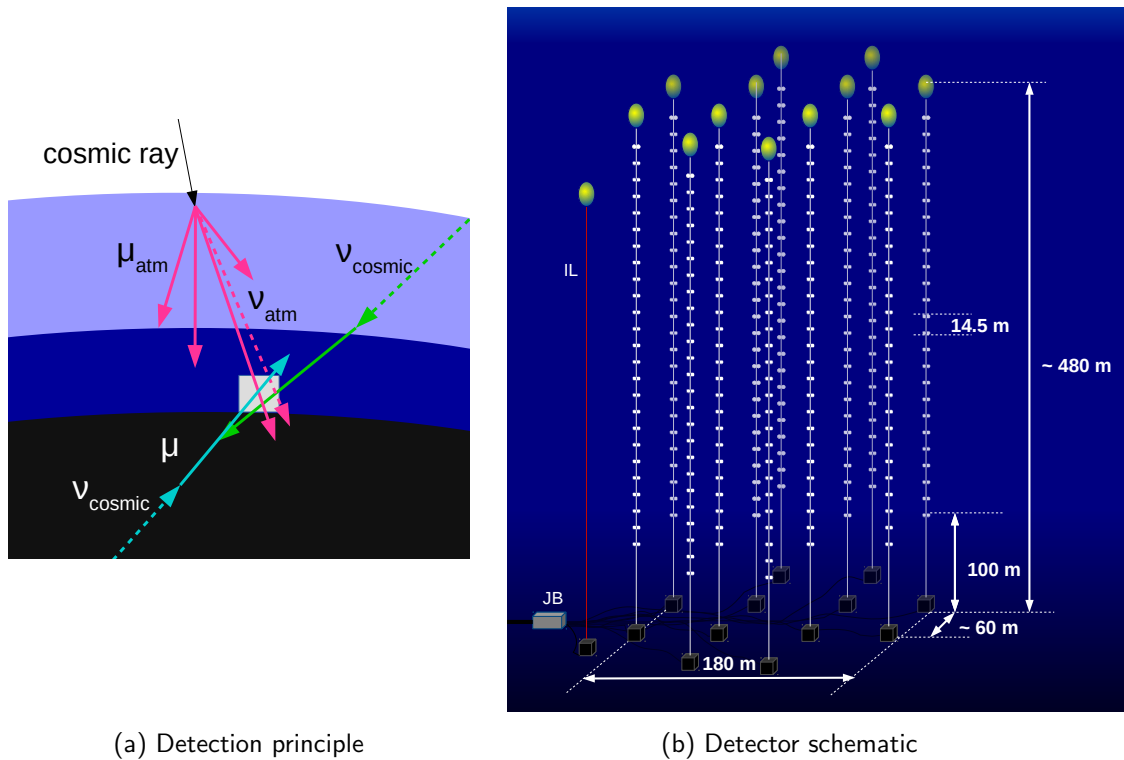 cosmic ray
μatm
νcosmic
νatm
μ
νcosmic
(a) Detection principle
IL
14.5 m
~ 480 m
100 m
JB
~ 60 m
180 m
(b) Detector schematic